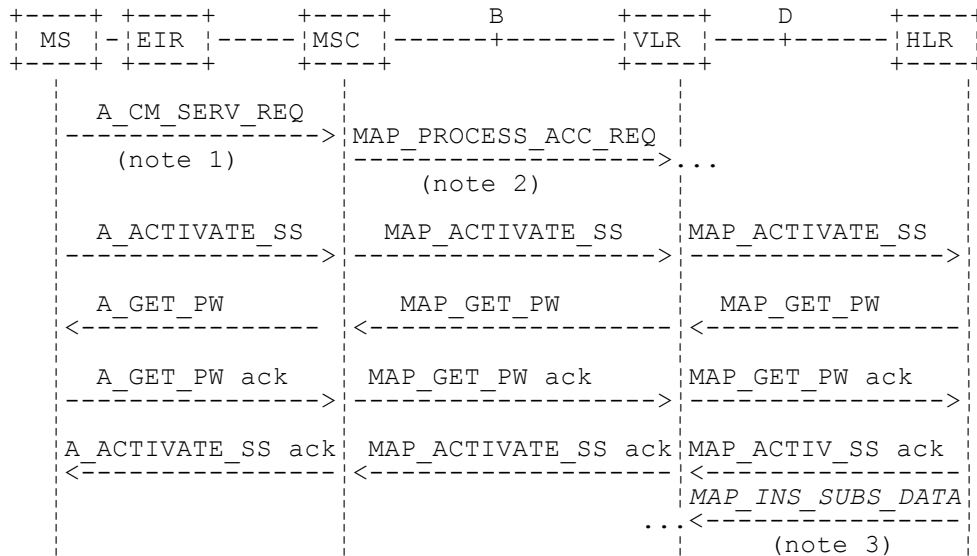 B D
MS EIR MSC VLR HLR
A_CM_SERV_REQ
MAP_PROCESS_ACC_REQ
(note 1) ...
(note 2)
A_ACTIVATE_SS MAP_ACTIVATE_SS MAP_ACTIVATE_SS
A_GET_PW MAP_GET_PW MAP_GET_PW
A_GET_PW ack MAP_GET_PW ack MAP_GET_PW ack
A_ACTIVATE_SS ack MAP_ACTIVATE_SS ack MAP_ACTIV_SS ack
MAP_INS_SUBS_DATA
...
(note 3)